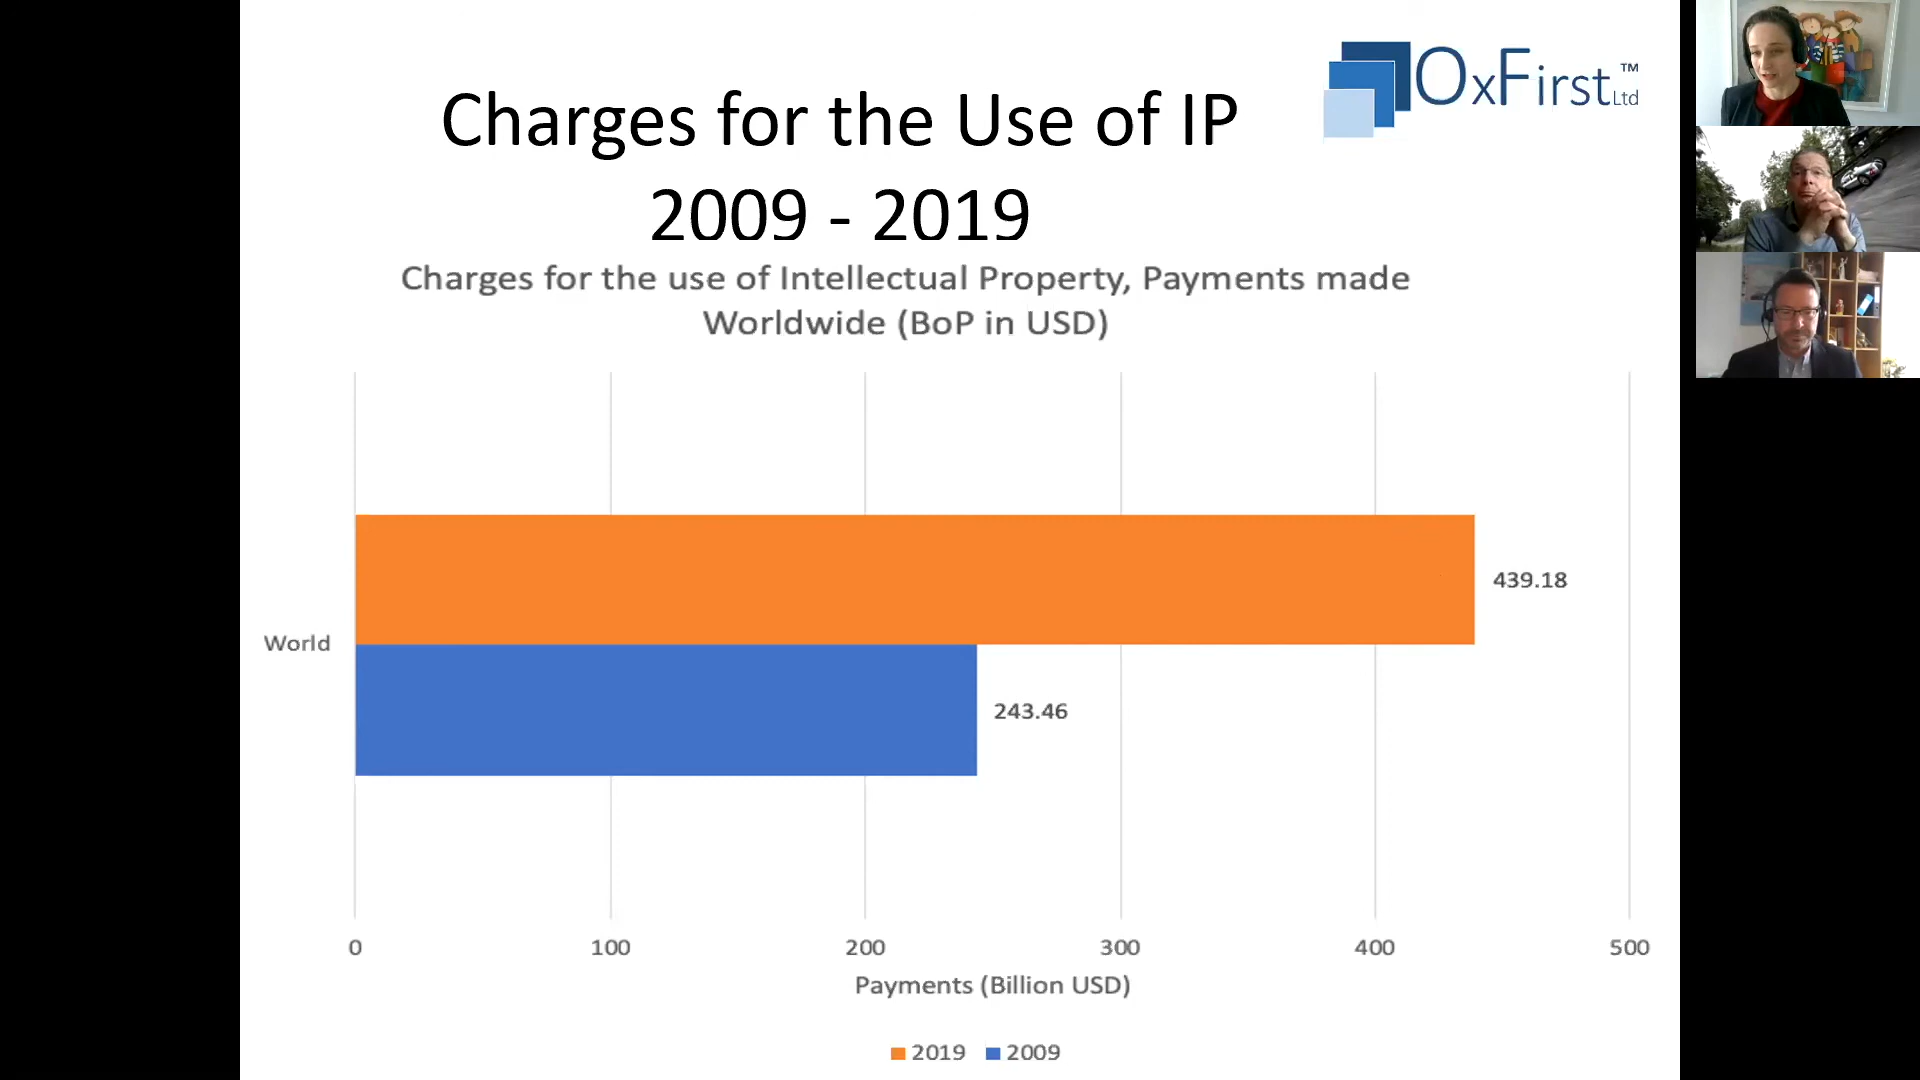 OxFirst™
Ltd
Charges for the Use of IP
2009 - 2019
Charges for the use of Intellectual Property, Payments made
Worldwide (BoP in USD)
439.18
World
243.46
0 100 200 300 400 500
Payments (Billion USD)
2019 2009